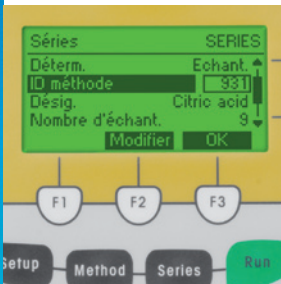 Séries SERIES
Déterm. Echant.
ID méthode 931
Désig. Citric acid
Nombre d'échant. 9
Modifier OK
F1 F2 F3
Setup Method Series Run